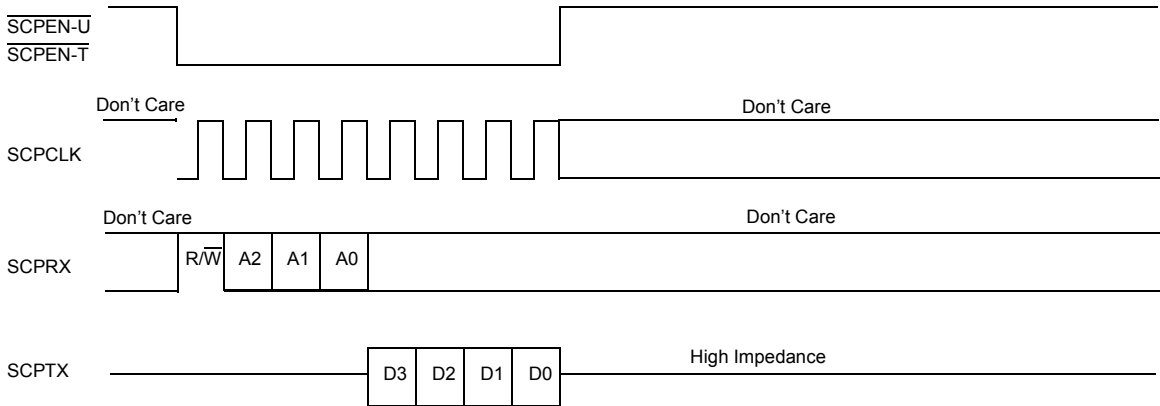 SCPEN-U
SCPEN-T
Don't Care Don't Care
SCPCLK
Don't Care Don't Care
SCPRX R/W A2 A1 A0
SCPTX D3 D2 D1 D0 High Impedance